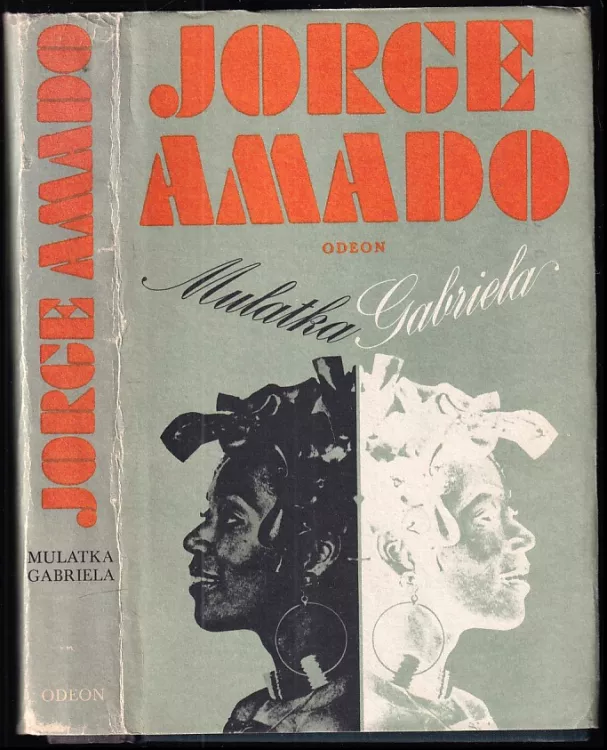 JORGE
AMADO
ODEON
Mulatka Gabriela
JORGE AMADO
MULATKA
GABRIELA
ODEON